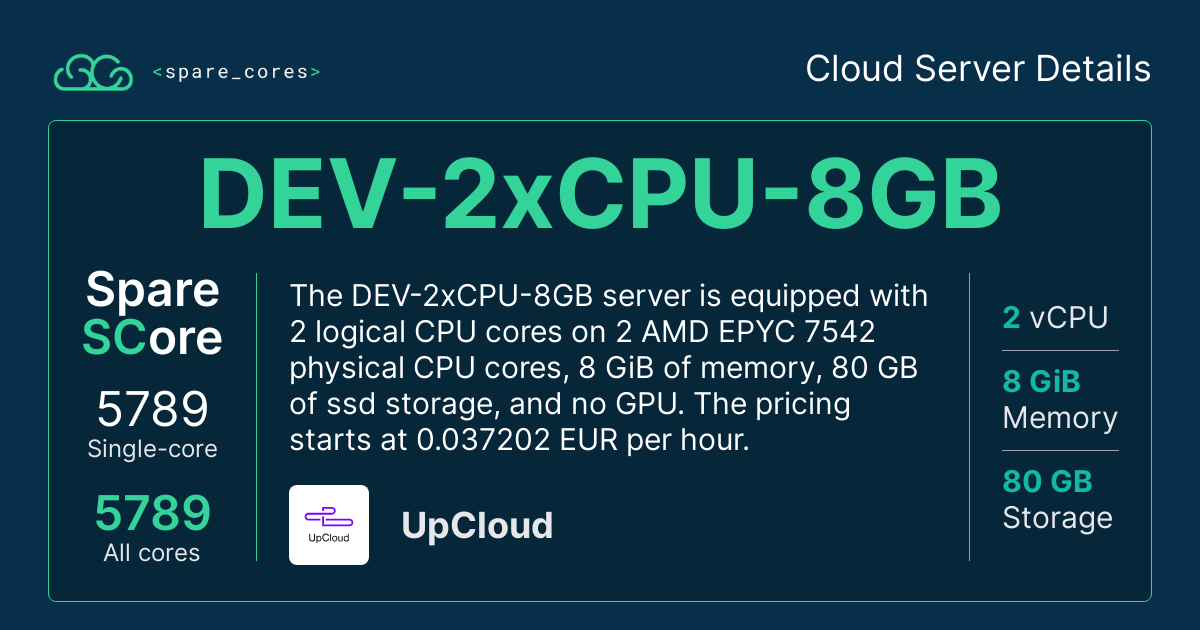 <spare_cores>
Cloud Server Details
DEV-2xCPU-8GB
Spare
SCore
5789
Single-core
5789
All cores
The DEV-2xCPU-8GB server is equipped with
2 logical CPU cores on 2 AMD EPYC 7542
physical CPU cores, 8 GiB of memory, 80 GB
of ssd storage, and no GPU. The pricing
starts at 0.037202 EUR per hour.
UpCloud
UpCloud
2 vCPU
8 GiB
Memory
80 GB
Storage